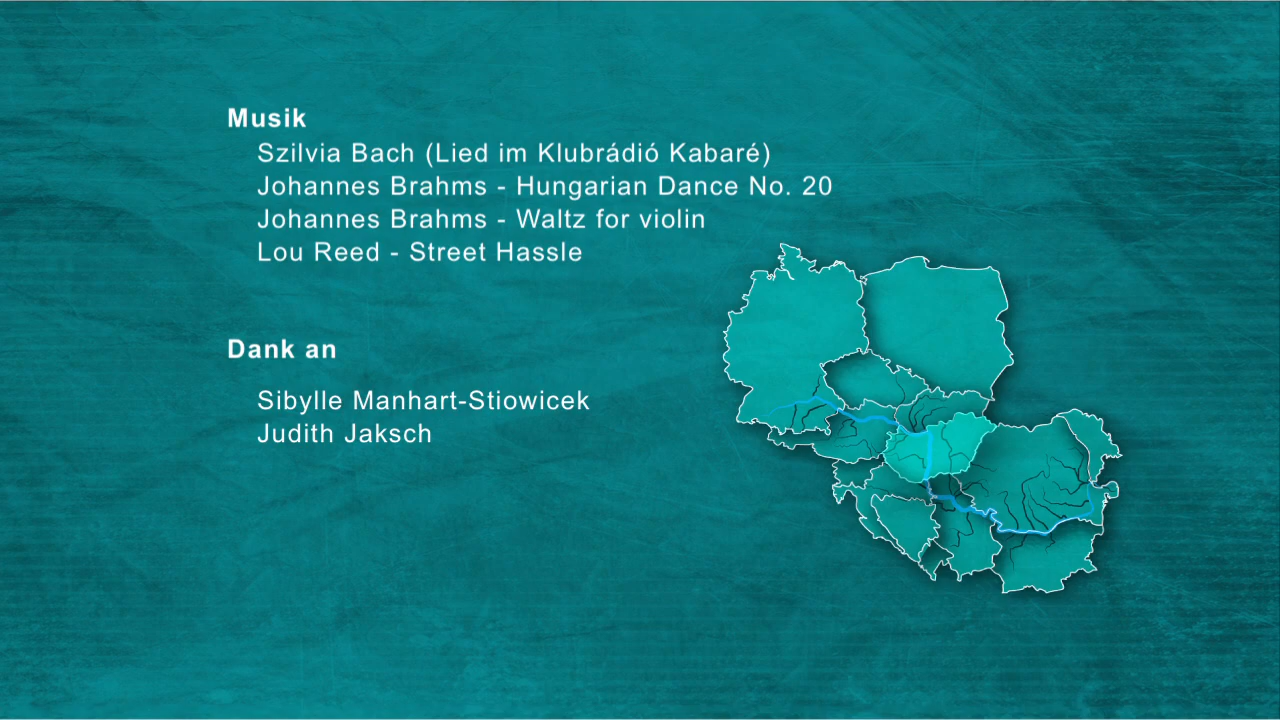 Musik
Szilvia Bach (Lied im Klubrádió Kabaré)
Johannes Brahms - Hungarian Dance No. 20
Johannes Brahms - Waltz for violin
Lou Reed - Street Hassle
Dank an
Sibylle Manhart-Stiowicek
Judith Jaksch